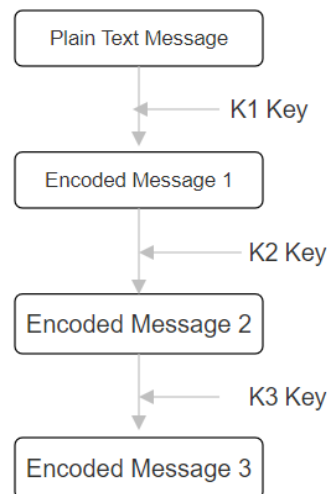 Plain Text Message
K1 Key
Encoded Message 1
K2 Key
Encoded Message 2
K3 Key
Encoded Message 3